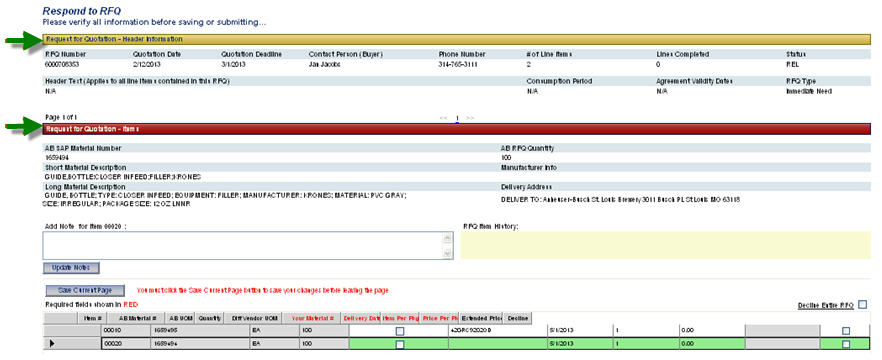 Respond to RFQ
Please verify all information before saving or submitting...
Request for Quotation - Header Information
RFQ Number Quotation Date Quotation Deadline Contact Person (Buyer) Phone Number # of Line Items Lines Completed Status
6000708353 2/12/2013 3/1/2013 Jan Jacobs 314-765-3111 2 0 REL
Header Text (Applies to all line items contained in this RFQ) Consumption Period Agreement Validity Dates RFQ Type
N/A N/A N/A Immediate Need
Page 1 of 1 << 1 >>
Request for Quotation - Items
AB SAP Material Number AB RFQ Quantity
1659494 100
Short Material Description Manufacturer Info
GUIDE,BOTTLE;CLOSER INFEED;FILLER;KRONES
Long Material Description Delivery Address
GUIDE, BOTTLE; TYPE: CLOSER INFEED; EQUIPMENT: FILLER; MANUFACTURER: KRONES; MATERIAL: PVC GRAY;
SIZE: IRREGULAR; PACKAGE SIZE: 12 OZ LNNR
DELIVER TO: Anheuser-Busch St. Louis Brewery 3011 Busch PL St Louis MO 63118
Add Note for Item 00020 : RFQ Item History:
Update Notes
Save Current Page You must click the Save Current Page button to save your changes before leaving the page.
Required fields shown in RED Decline Entire RFQ
Item # AB Material # AB UOM Quantity Diff Vendor UOM Your Material # Delivery Date Item Per Pkg Price Per Pk Extended Price Decline
00010 1659495 EA 100 42GRC92020D 5/1/2013 1 0.00
00020 1659494 EA 100 5/1/2013 1 0.00